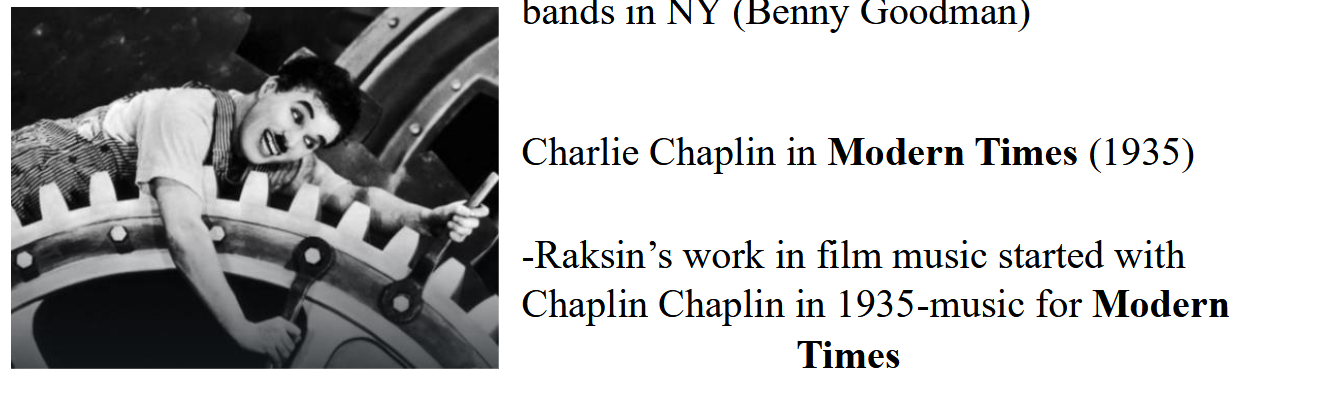 bands in NY (Benny Goodman)
Charlie Chaplin in Modern Times (1935)
-Raksin’s work in film music started with
Chaplin Chaplin in 1935-music for Modern
Times